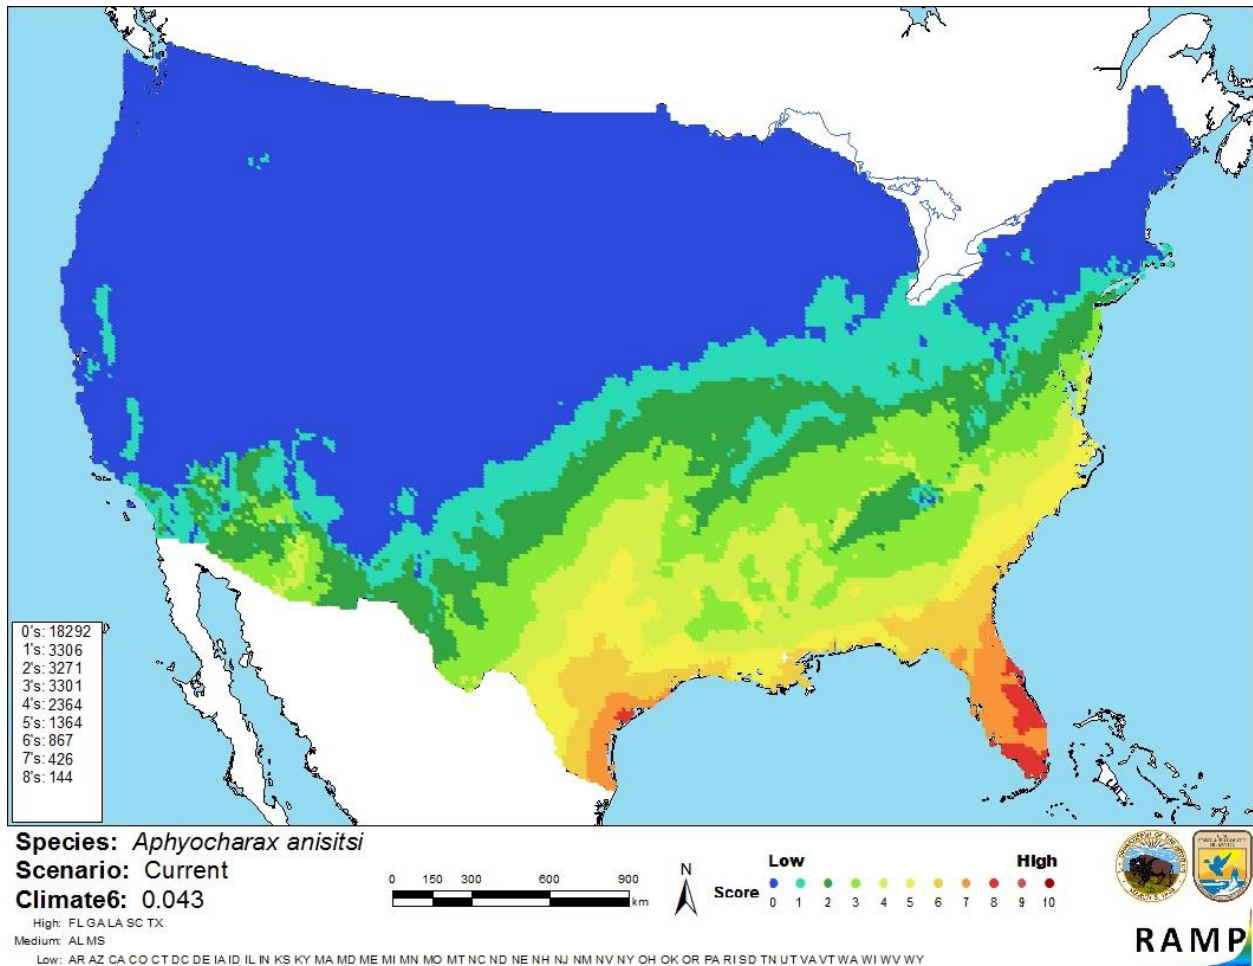 0's: 18292
1's: 3306
2's: 3271
3's: 3301
4's: 2364
5's: 1364
6's: 867
7's: 426
8's: 144
Species: Aphyocharax anisitsi
Scenario: Current
Climate6: 0.043
High: FL GA LA SC TX
Medium: AL MS
Low: AR AZ CA CO CT DC DE IA ID IL IN KS KY MA MD ME MI MN MO MT NC ND NE NH NJ NM NV NY OH OK OR PA RI SD TN UT VA VT WA WI WV WY
0 150 300 600 900
km
N
Low High
Score
0 1 2 3 4 5 6 7 8 9 10
RAMP